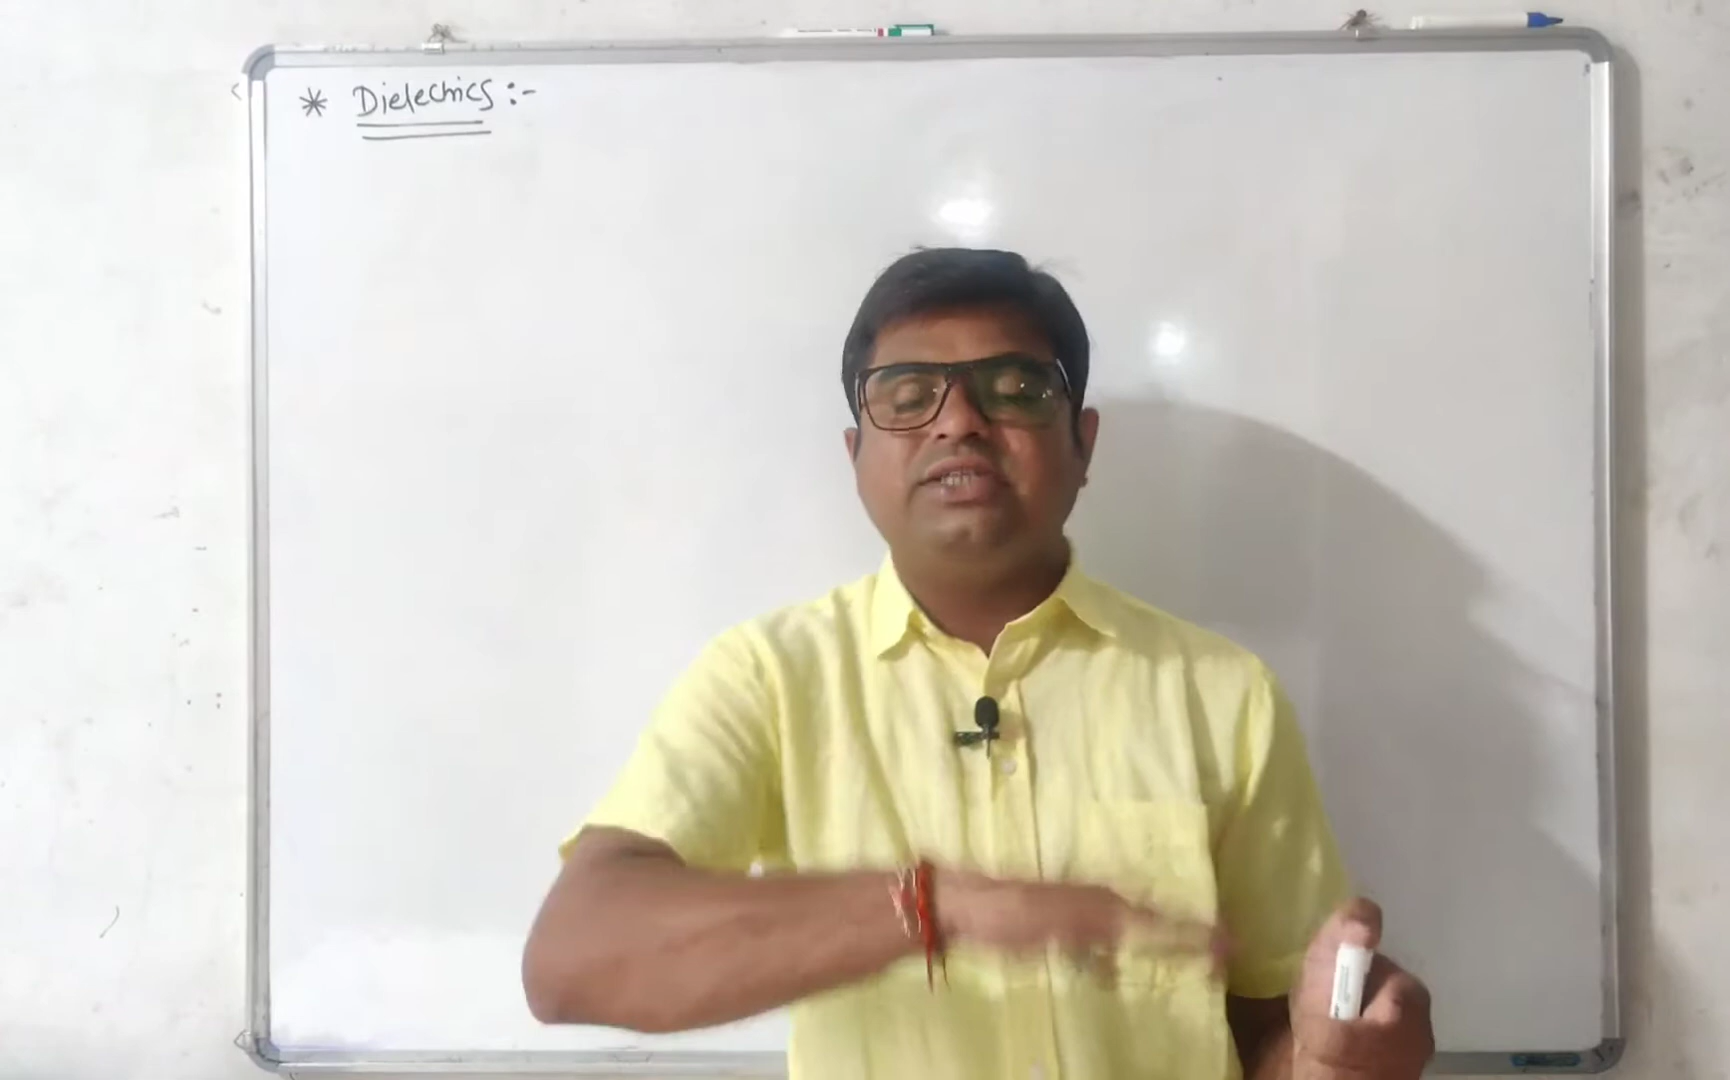 * Dielectrics :-